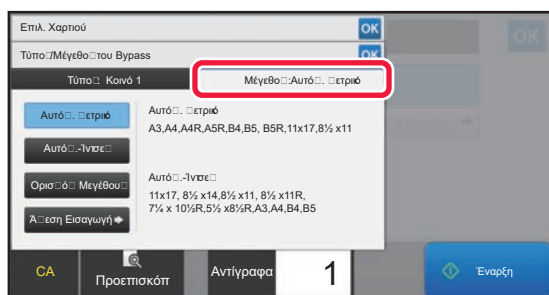 Επιλ. Χαρτιού
OK
Τύπο□/Μέγεθο□του Bypass
OK
Τύπο□ Κοινό 1
Μέγεθο□:Αυτό□. □ετρικό
Αυτό□. □ετρικό
Αυτό□. □ετρικό
A3,A4,A4R,A5R,B4,B5, B5R,11x17,8½ x11
Αυτό□.-Ίντσε□
Αυτό□.-Ίντσε□
11x17, 8½ x14,8½ x11, 8½ x11R,
7¼ x 10½R,5½ x8½R,A3,A4,B4,B5
Ορισ□ό□ Μεγέθου□
Ά□εση Εισαγωγή
OK
CA
Προεπισκόπ
Αντίγραφα
1
Έναρξη